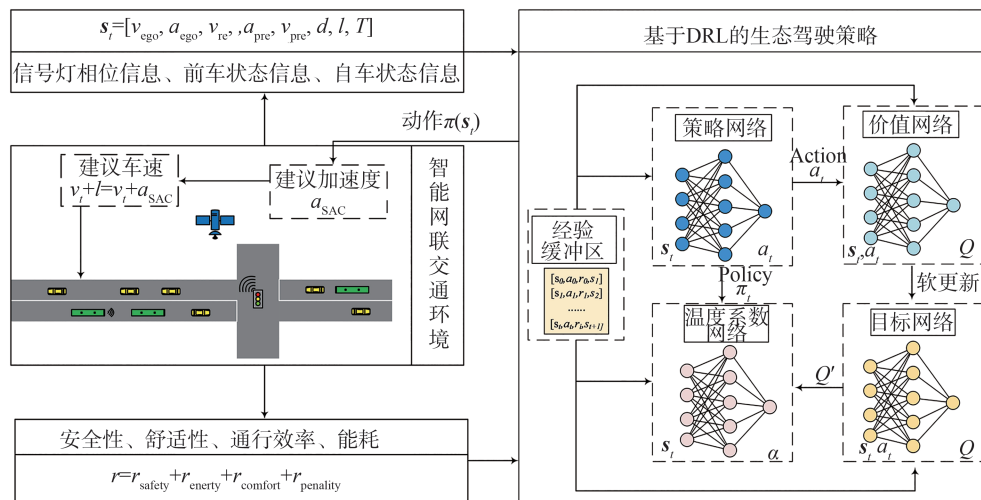 s_t=[v_ego, a_ego, v_re, ,a_pre, v_pre, d, l, T]
信号灯相位信息、前车状态信息、自车状态信息
动作π(s_t)
建议车速
v_t+l=v_t+a_SAC
建议加速度
a_SAC
智能网联交通环境
安全性、舒适性、通行效率、能耗
r=r_safety+r_enerty+r_comfort+r_penality
基于DRL的生态驾驶策略
经验
缓冲区
[s_0,a_0,r_0,s_1]
[s_1,a_1,r_1,s_2]
......
[s_t,a_t,r_t,s_{t+1}]
策略网络
s_t
a_t
Action
a_t
价值网络
s_t,a_t
Q
Policy
π_t
软更新
温度系数
网络
s_t
α
Q′
目标网络
s_t a_t
Q